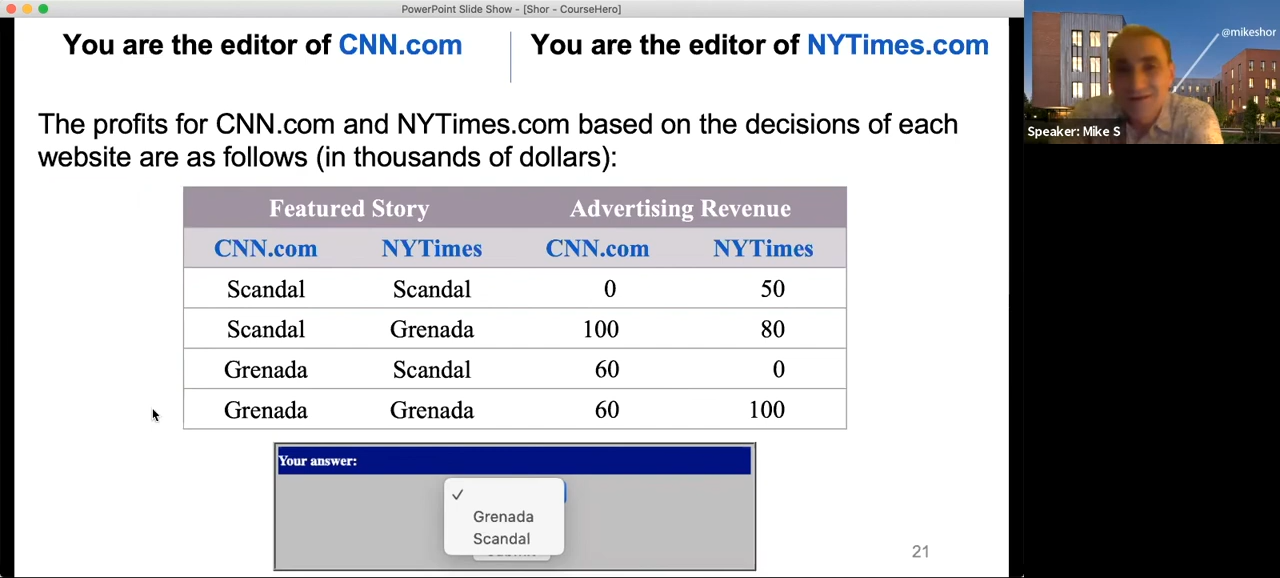 PowerPoint Slide Show - [Shor - CourseHero]
You are the editor of CNN.com
You are the editor of NYTimes.com
The profits for CNN.com and NYTimes.com based on the decisions of each
website are as follows (in thousands of dollars):
Featured Story Advertising Revenue
CNN.com NYTimes CNN.com NYTimes
Scandal Scandal 0 50
Scandal Grenada 100 80
Grenada Scandal 60 0
Grenada Grenada 60 100
Your answer:
Grenada
Scandal
21
@mikeshor
Speaker: Mike S